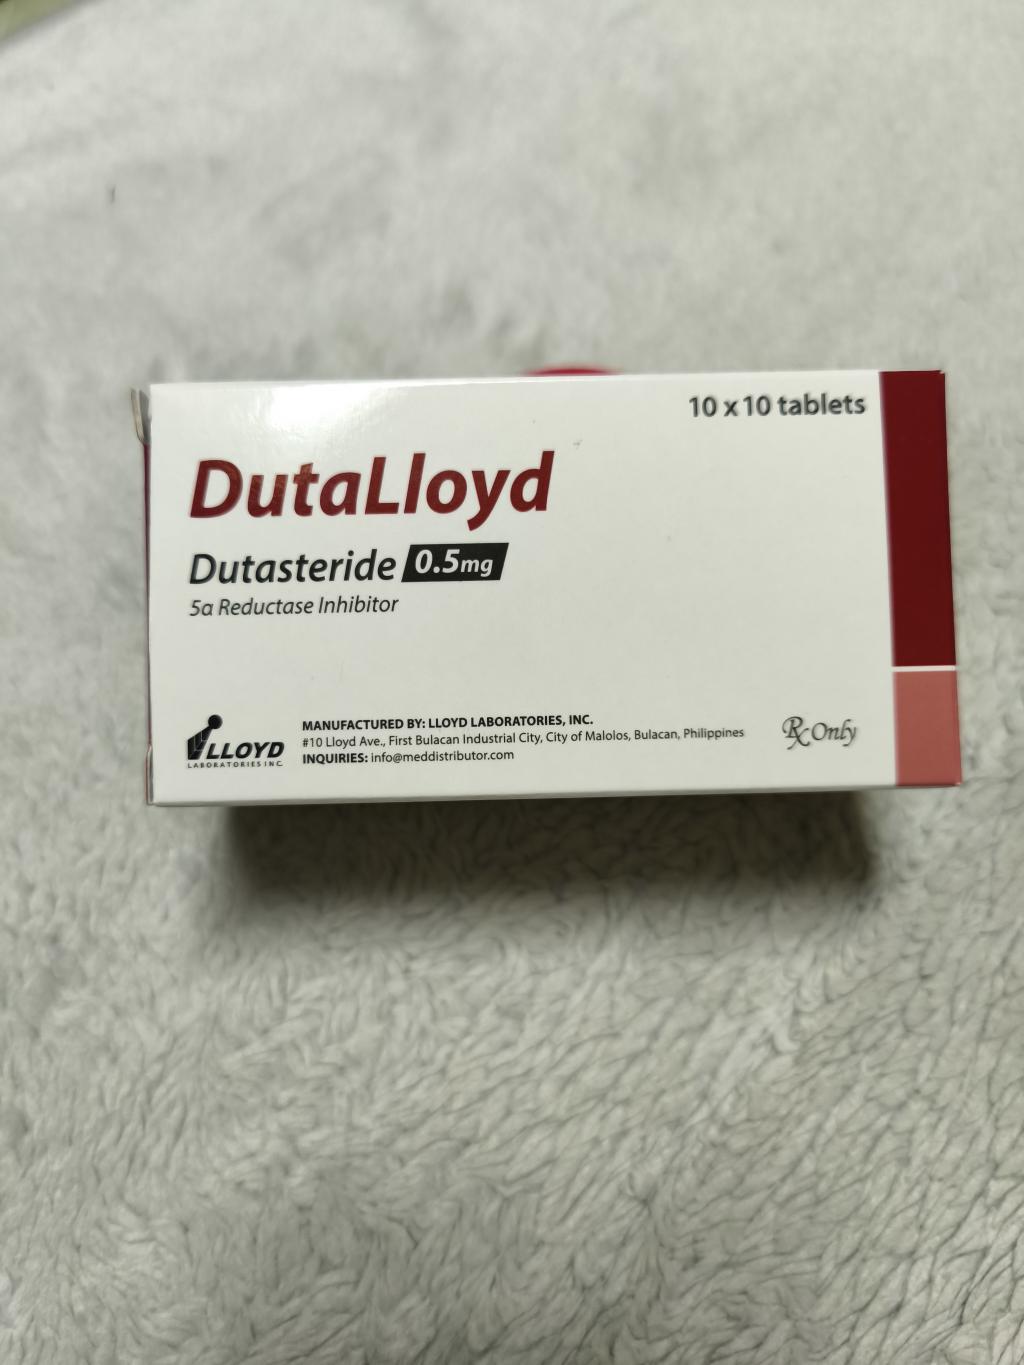 10 x 10 tablets
DutaLloyd
Dutasteride 0.5mg
5α Reductase Inhibitor
LLOYD
LABORATORIES INC.
MANUFACTURED BY: LLOYD LABORATORIES, INC.
#10 Lloyd Ave., First Bulacan Industrial City, City of Malolos, Bulacan, Philippines
INQUIRIES: info@meddistributor.com
Rx Only